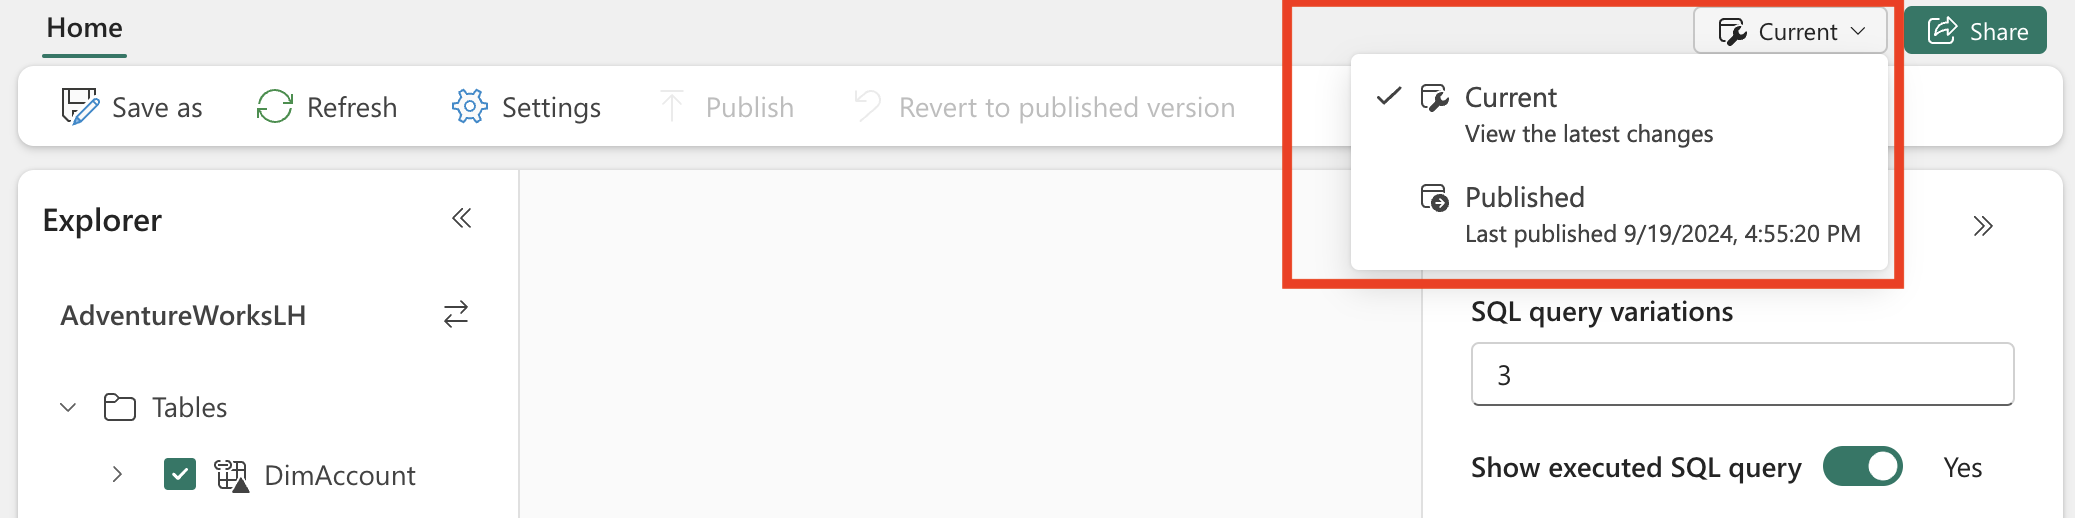 Home
Current
Share
Save as
Refresh
Settings
Publish
Revert to published version
Current
View the latest changes
Published
Last published 9/19/2024, 4:55:20 PM
Explorer
AdventureWorksLH
Tables
DimAccount
SQL query variations
3
Show executed SQL query
Yes